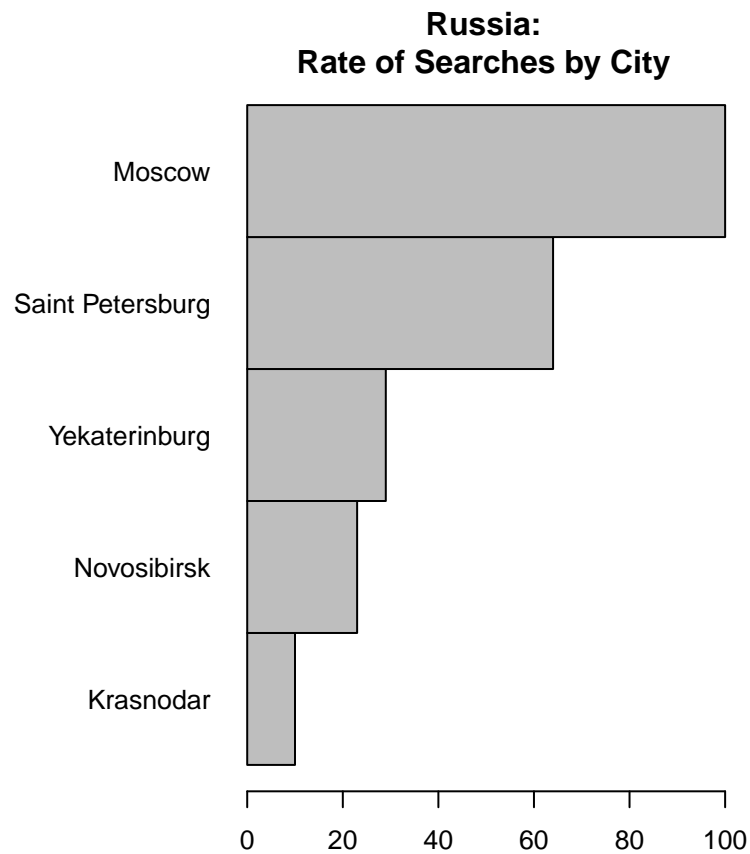 Russia:
Rate of Searches by City
Moscow
Saint Petersburg
Yekaterinburg
Novosibirsk
Krasnodar
0 20 40 60 80 100